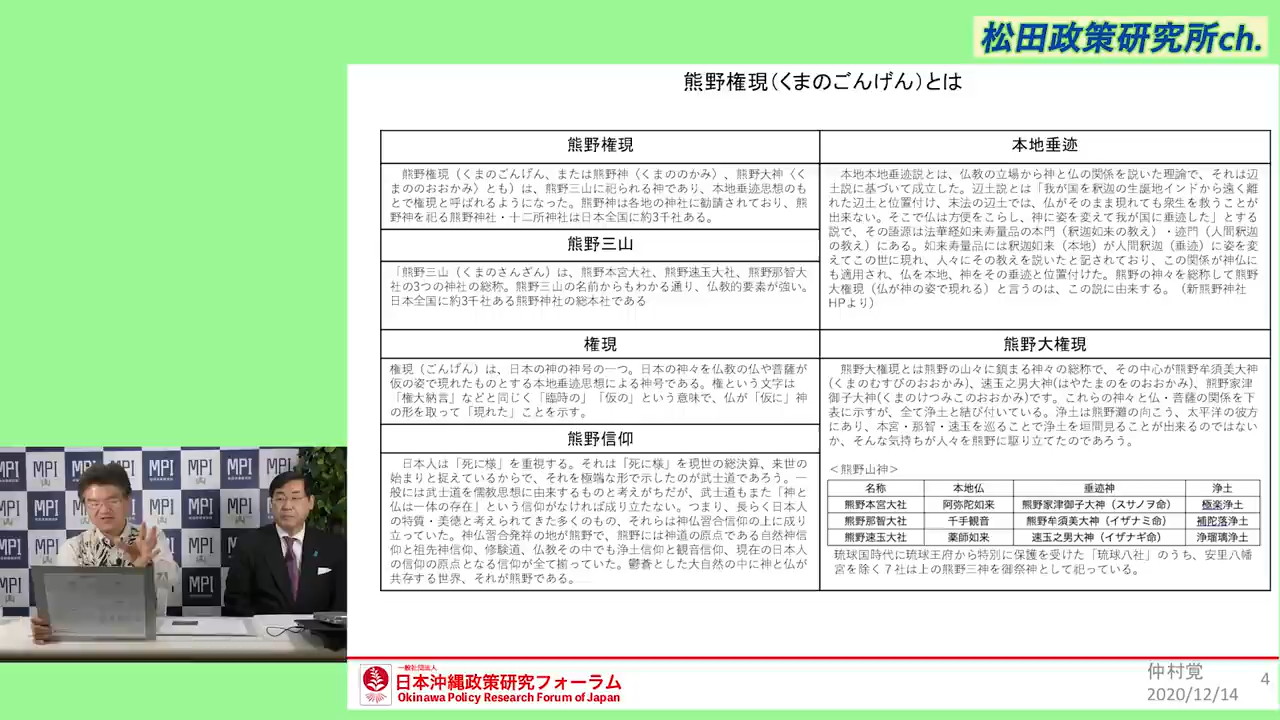 松田政策研究所ch.
熊野権現（くまのごんげん）とは
熊野権現
熊野権現（くまのごんげん、または熊野神〈くまののかみ〉、熊野大神〈く
まののおおかみ〉とも）は、熊野三山に祀られる神であり、本地垂迹思想のも
とで権現と呼ばれるようになった。熊野神は各地の神社に勧請されており、熊
野神を祀る熊野神社・十二所神社は日本全国に約3千社ある。
熊野三山
「熊野三山（くまのさんざん）は、熊野本宮大社、熊野速玉大社、熊野那智大
社の3つの神社の総称。熊野三山の名前からもわかる通り、仏教的要素が強い。
日本全国に約3千社ある熊野神社の総本社である
権現
権現（ごんげん）は、日本の神の神号の一つ。日本の神々を仏教の仏や菩薩が
仮の姿で現れたものとする本地垂迹思想による神号である。権という文字は
「権大納言」などと同じく「臨時の」「仮の」という意味で、仏が「仮に」神
の形を取って「現れた」ことを示す。
熊野信仰
日本人は「死に様」を重視する。それは「死に様」を現世の総決算、来世の
始まりと捉えているからで、それを極端な形で示したのが武士道であろう。一
般には武士道を儒教思想に由来するものと考えがちだが、武士道もまた「神と
仏は一体の存在」という信仰がなければ成り立たない。つまり、長らく日本人
の特質・美徳と考えられてきた多くのもの、それらは神仏習合信仰の上に成り
立っていた。神仏習合発祥の地が熊野で、熊野には神道の原点である自然神信
仰と祖先神信仰、修験道、仏教その中でも浄土信仰と観音信仰、現在の日本人
の信仰の原点となる信仰が全て揃っていた。鬱蒼とした大自然の中に神と仏が
共存する世界、それが熊野である。
本地垂迹
本地本地垂迹説とは、仏教の立場から神と仏の関係を説いた理論で、それは辺
土説に基づいて成立した。辺土説とは「我が国を釈迦の生誕地インドから遠く離
れた辺土と位置付け、末法の辺土では、仏がそのまま現れても衆生を救うことが
出来ない。そこで仏は方便をこらし、神に姿を変えて我が国に垂迹した」とする
説で、その語源は法華経如来寿量品の本門（釈迦如来の教え）・迹門（人間釈迦
の教え）にある。如来寿量品には釈迦如来（本地）が人間釈迦（垂迹）に姿を変
えてこの世に現れ、人々にその教えを説いたと記されており、この関係が神仏に
も適用され、仏を本地、神をその垂迹と位置付けた。熊野の神々を総称して熊野
大権現（仏が神の姿で現れる）と言うのは、この説に由来する。（新熊野神社
HPより）
熊野大権現
熊野大権現とは熊野の山々に鎮まる神々の総称で、その中心が熊野牟須美大神
(くまのむすびのおおかみ)、速玉之男大神(はやたまのをのおおかみ)、熊野家津
御子大神(くまのけつみこのおおかみ)です。これらの神々と仏・菩薩の関係を下
表に示すが、全て浄土と結び付いている。浄土は熊野灘の向こう、太平洋の彼方
にあり、本宮・那智・速玉を巡ることで浄土を垣間見ることが出来るのではない
か、そんな気持ちが人々を熊野に駆り立てたのであろう。
＜熊野山神＞
名称 本地仏 垂迹神 浄土
熊野本宮大社 阿弥陀如来 熊野家津御子大神（スサノヲ命） 極楽浄土
熊野那智大社 千手観音 熊野牟須美大神（イザナミ命） 補陀落浄土
熊野速玉大社 薬師如来 速玉之男大神（イザナギ命） 浄瑠璃浄土
琉球国時代に琉球王府から特別に保護を受けた「琉球八社」のうち、安里八幡
宮を除く７社は上の熊野三神を御祭神として祀っている。
MPI
一般社団法人
日本沖縄政策研究フォーラム
Okinawa Policy Research Forum of Japan
仲村覚
2020/12/14
4